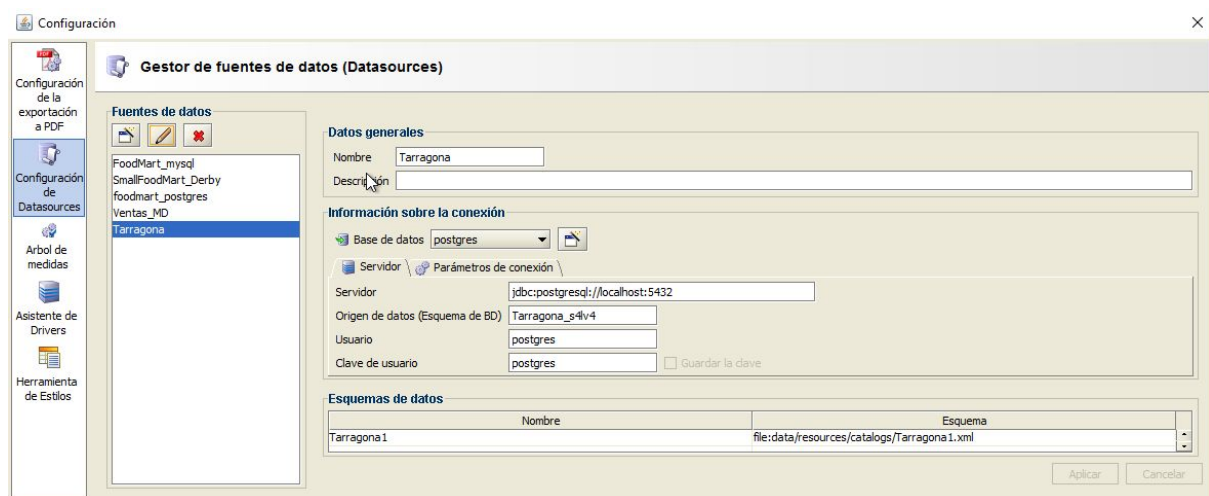 Configuración
Configuración
de la
exportación
a PDF
Configuración
de
Datasources
Arbol de
medidas
Asistente de
Drivers
Herramienta
de Estilos
Gestor de fuentes de datos (Datasources)
Fuentes de datos
FoodMart_mysql
SmallFoodMart_Derby
foodmart_postgres
Ventas_MD
Tarragona
Datos generales
Nombre Tarragona
Descripción
Información sobre la conexión
Base de datos postgres
Servidor Parámetros de conexión
Servidor jdbc:postgresql://localhost:5432
Origen de datos (Esquema de BD) Tarragona_s4lv4
Usuario postgres
Clave de usuario postgres Guardar la clave
Esquemas de datos
Nombre Esquema
Tarragona1 file:data/resources/catalogs/Tarragona1.xml
Aplicar Cancelar